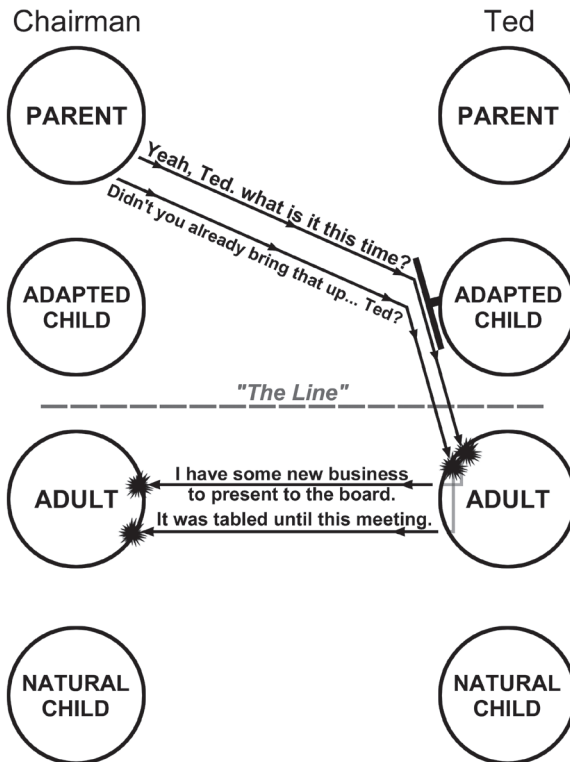 Chairman
Ted
PARENT
PARENT
Yeah, Ted. what is it this time?
Didn't you already bring that up... Ted?
ADAPTED
CHILD
ADAPTED
CHILD
"The Line"
ADULT
I have some new business
to present to the board.
It was tabled until this meeting.
ADULT
NATURAL
CHILD
NATURAL
CHILD